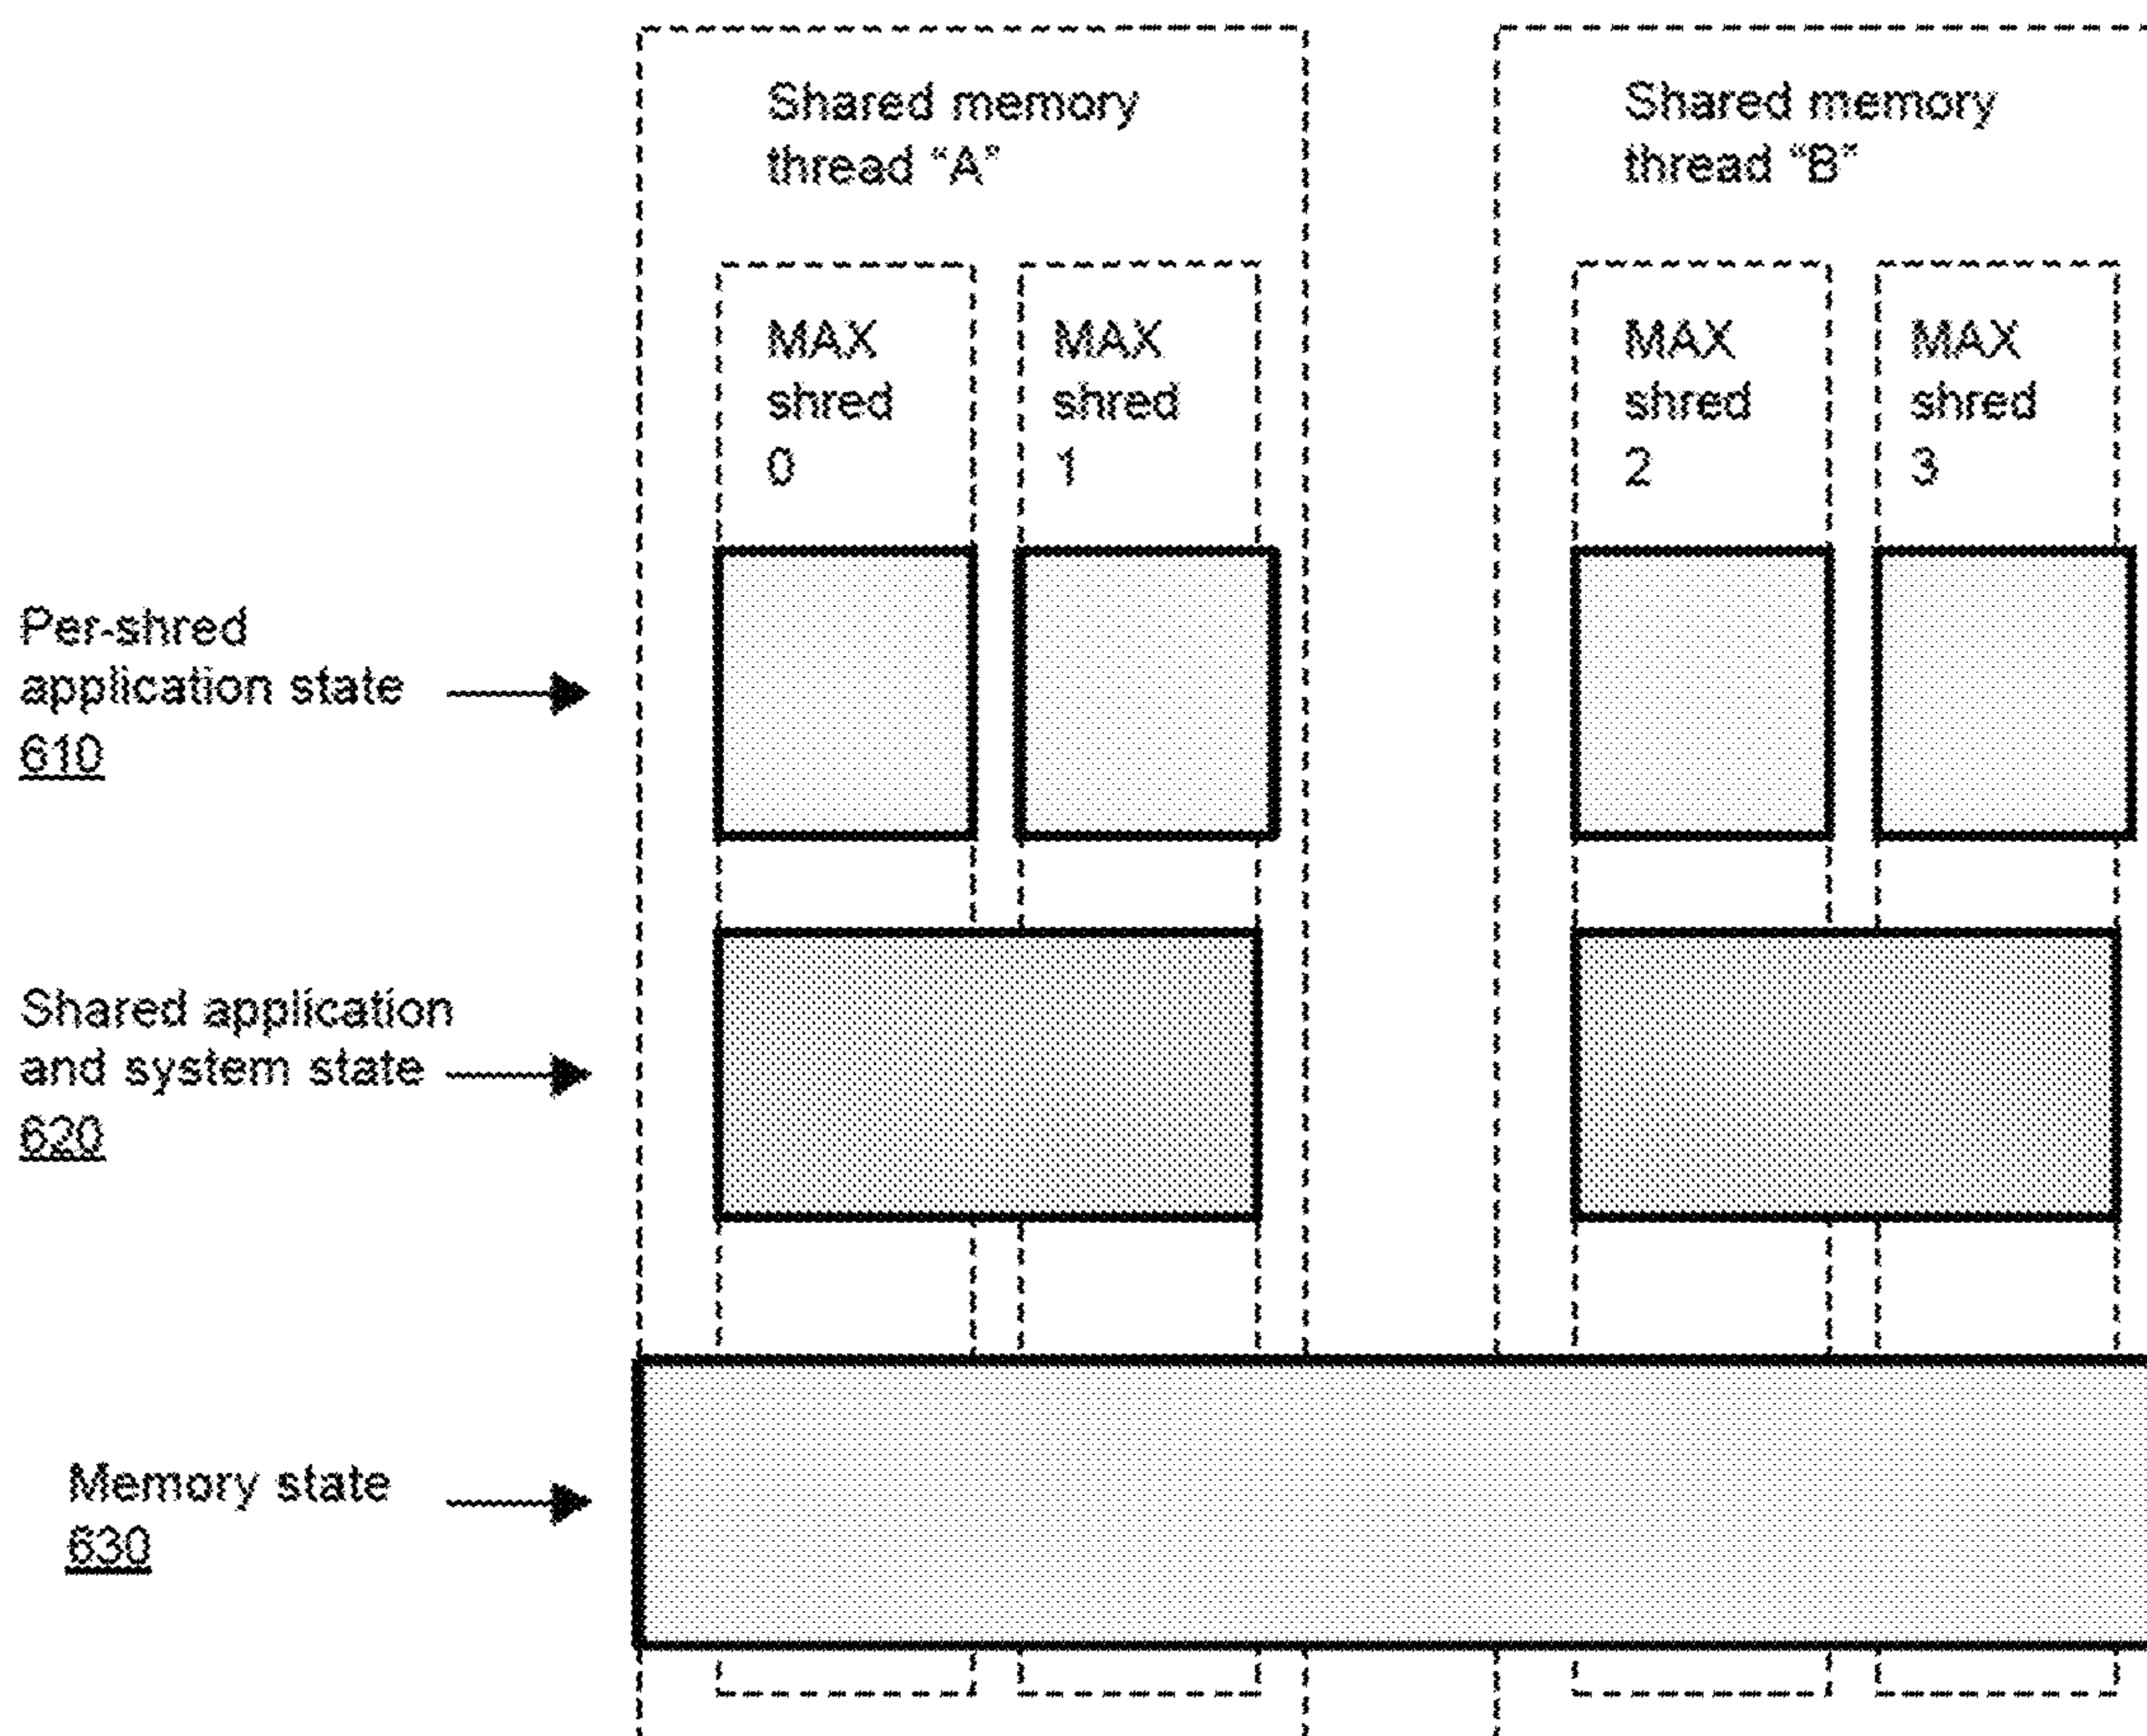 Shared memory
thread "A"
Shared memory
thread "B"
MAX
shred
0
MAX
shred
1
MAX
shred
2
MAX
shred
3
Per-shred
application state
610
Shared application
and system state
620
Memory state
630